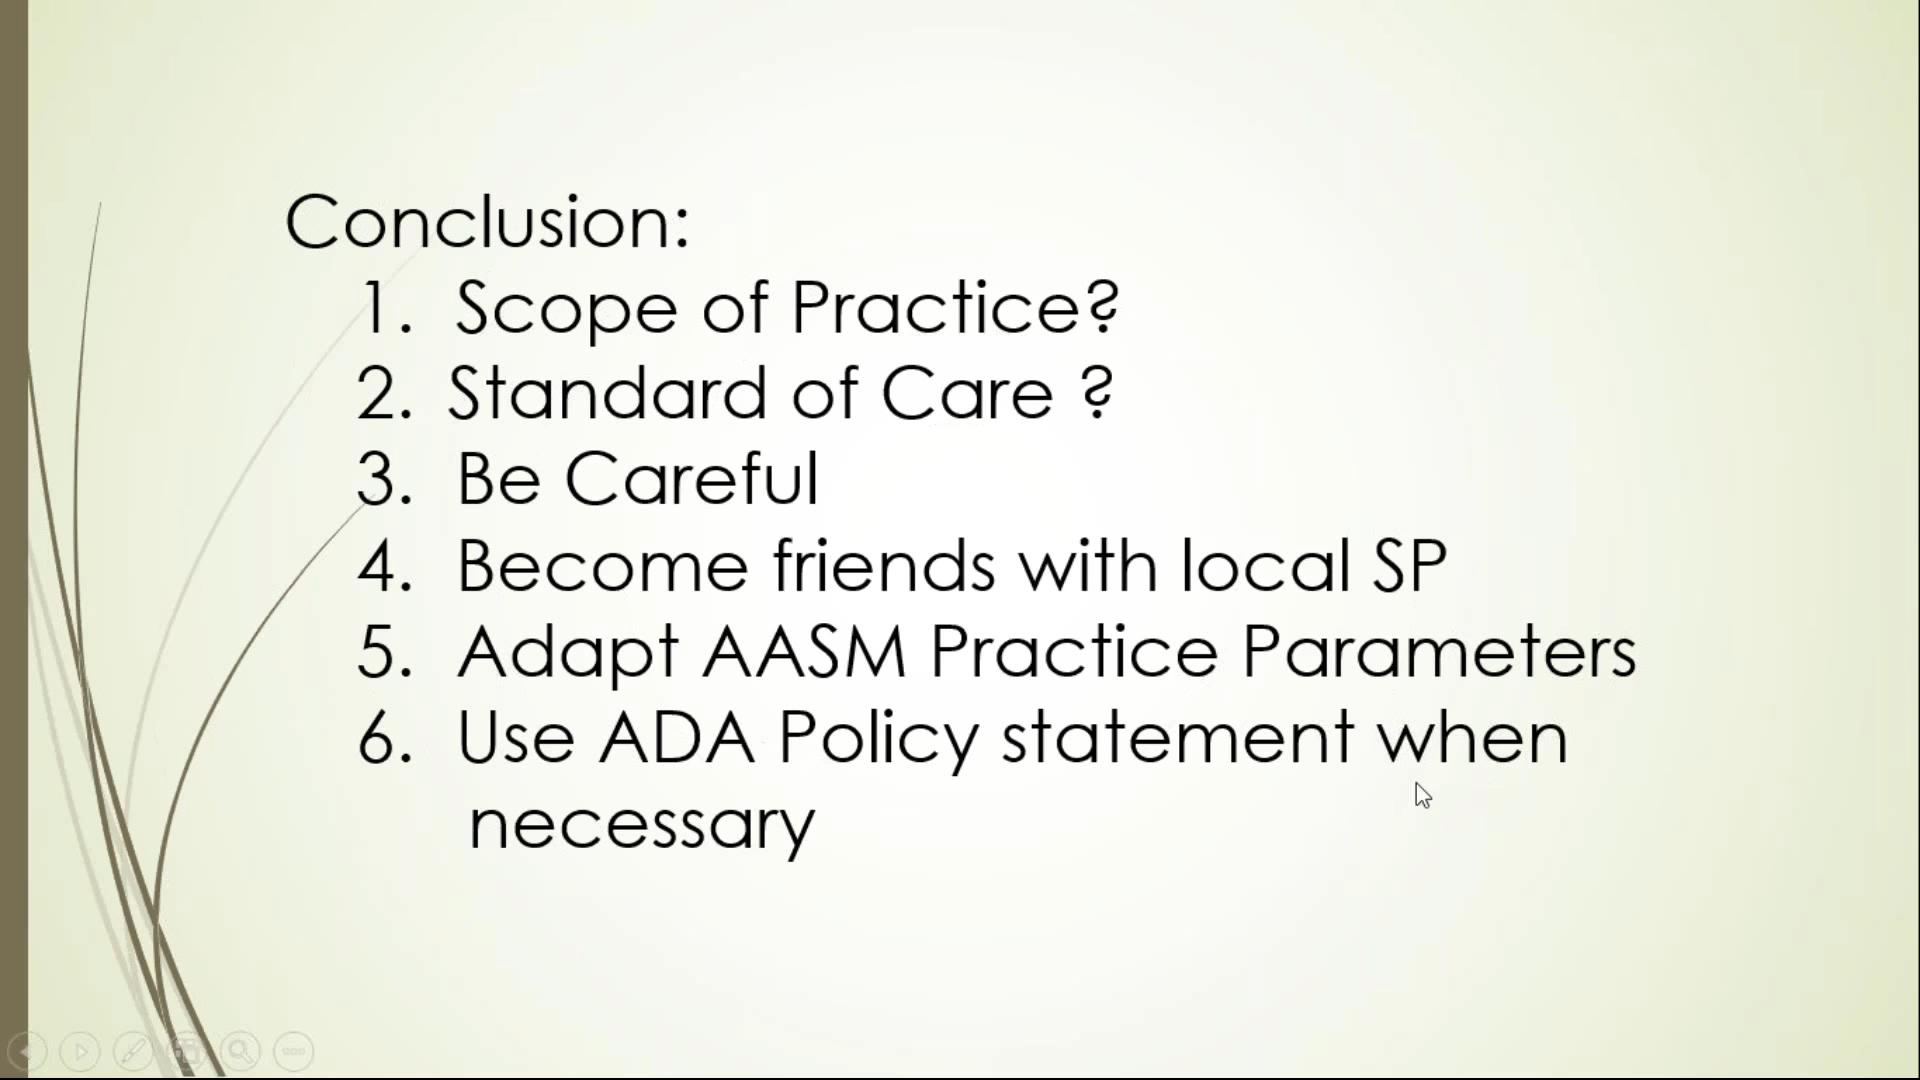 Conclusion:
1. Scope of Practice?
2. Standard of Care ?
3. Be Careful
4. Become friends with local SP
5. Adapt AASM Practice Parameters
6. Use ADA Policy statement when
necessary